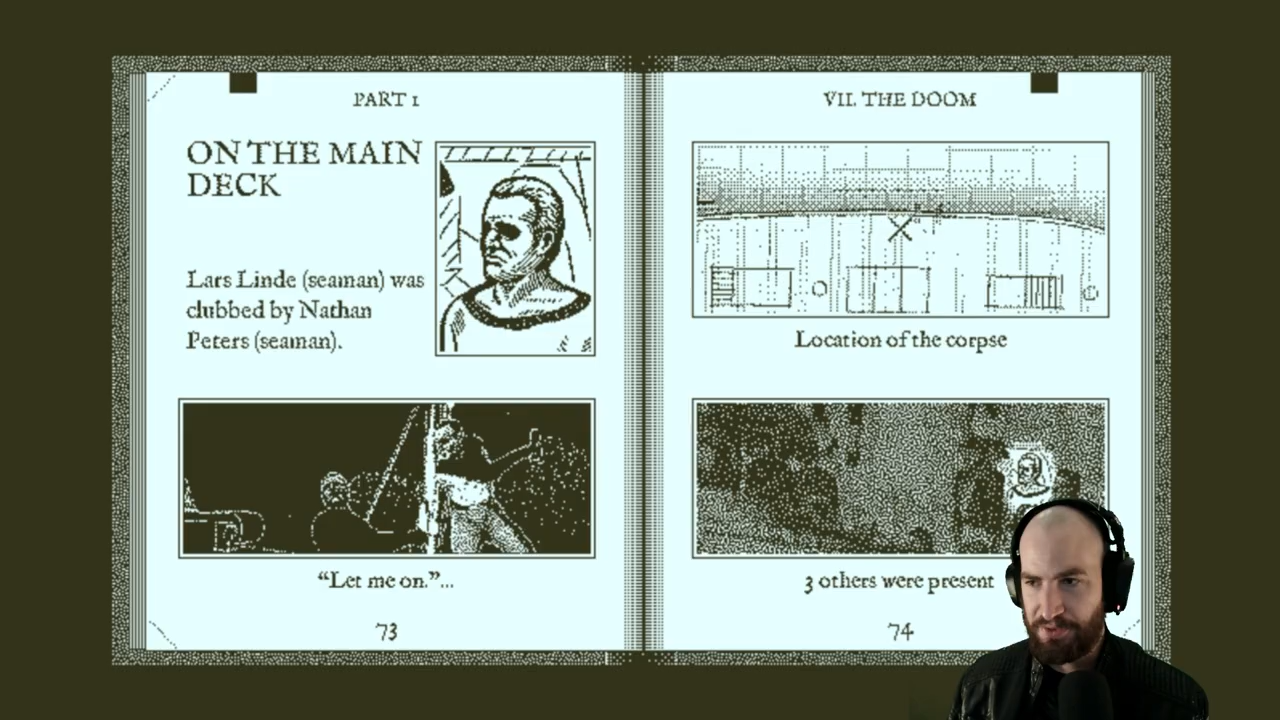 PART 1
ON THE MAIN
DECK
Lars Linde (seaman) was
clubbed by Nathan
Peters (seaman).
"Let me on."...
73
VII. THE DOOM
Location of the corpse
3 others were present
74